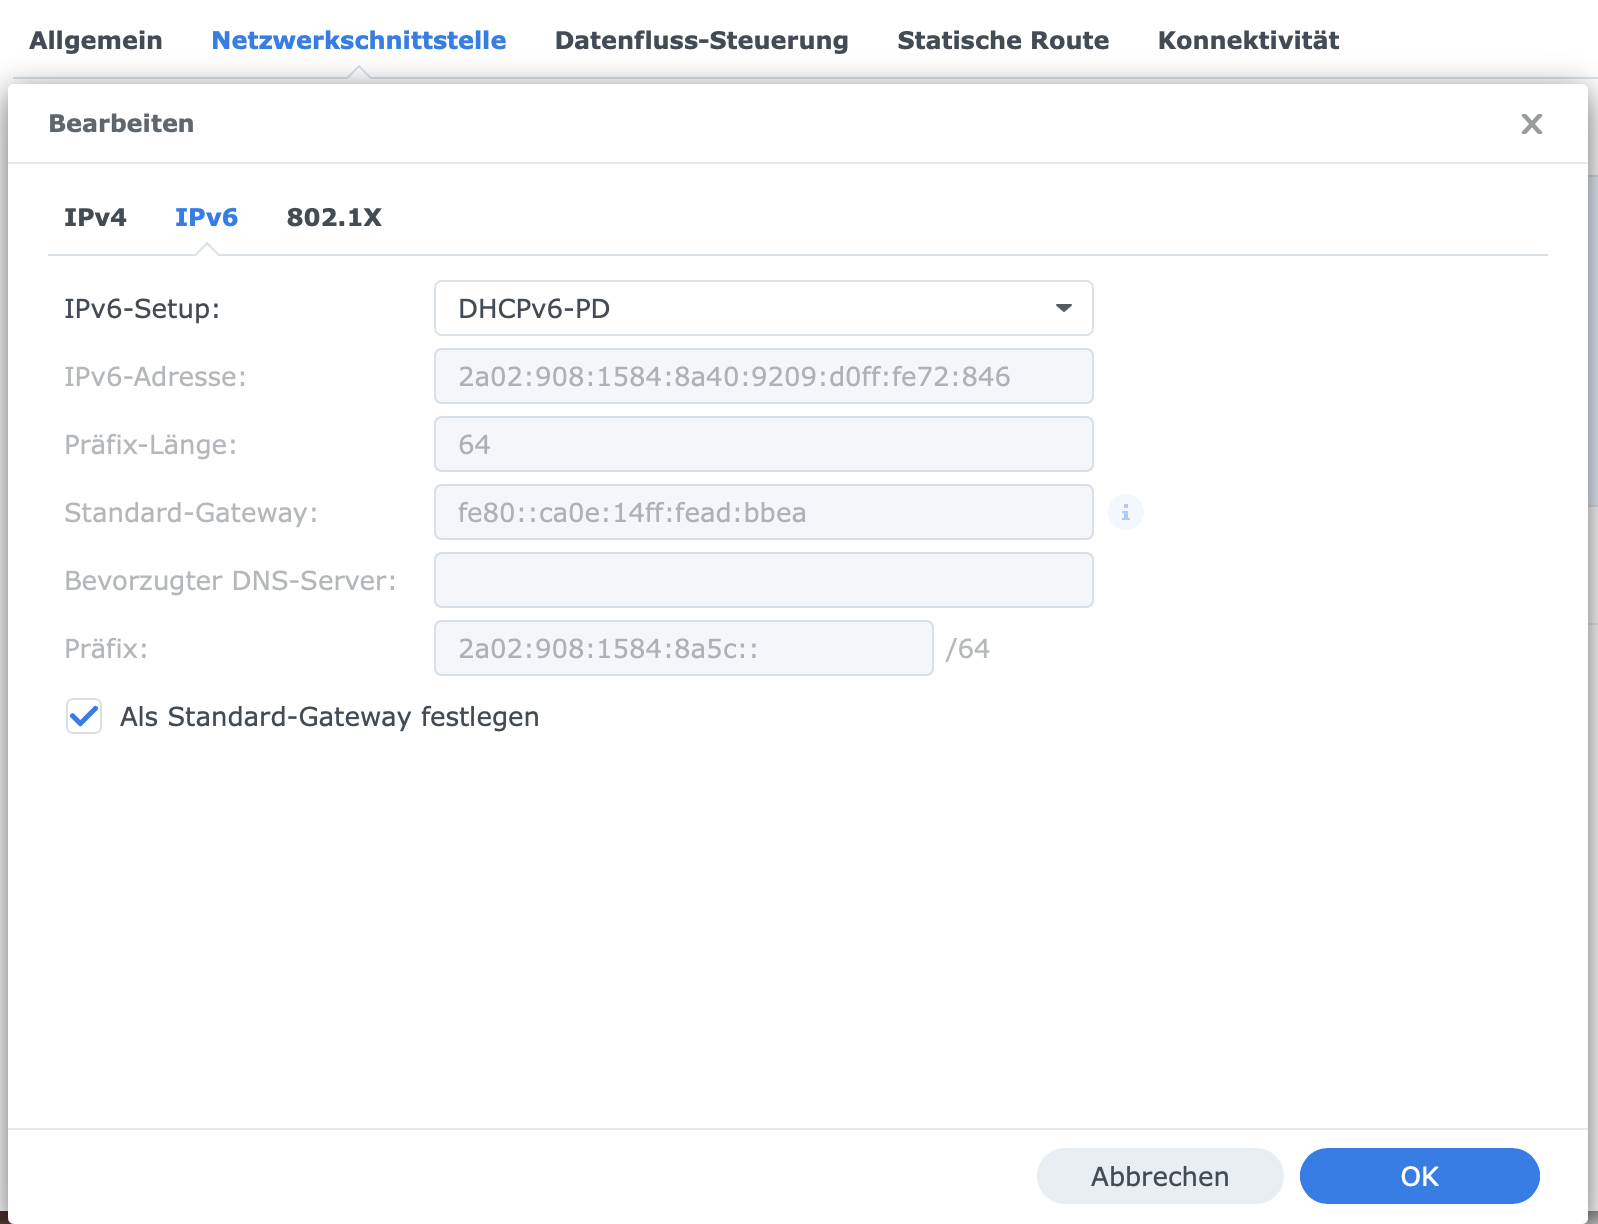 Allgemein Netzwerkschnittstelle Datenfluss-Steuerung Statische Route Konnektivität
Bearbeiten
IPv4 IPv6 802.1X
IPv6-Setup: DHCPv6-PD
IPv6-Adresse: 2a02:908:1584:8a40:9209:d0ff:fe72:846
Präfix-Länge: 64
Standard-Gateway: fe80::ca0e:14ff:fead:bbea
Bevorzugter DNS-Server:
Präfix: 2a02:908:1584:8a5c:: /64
Als Standard-Gateway festlegen
Abbrechen OK